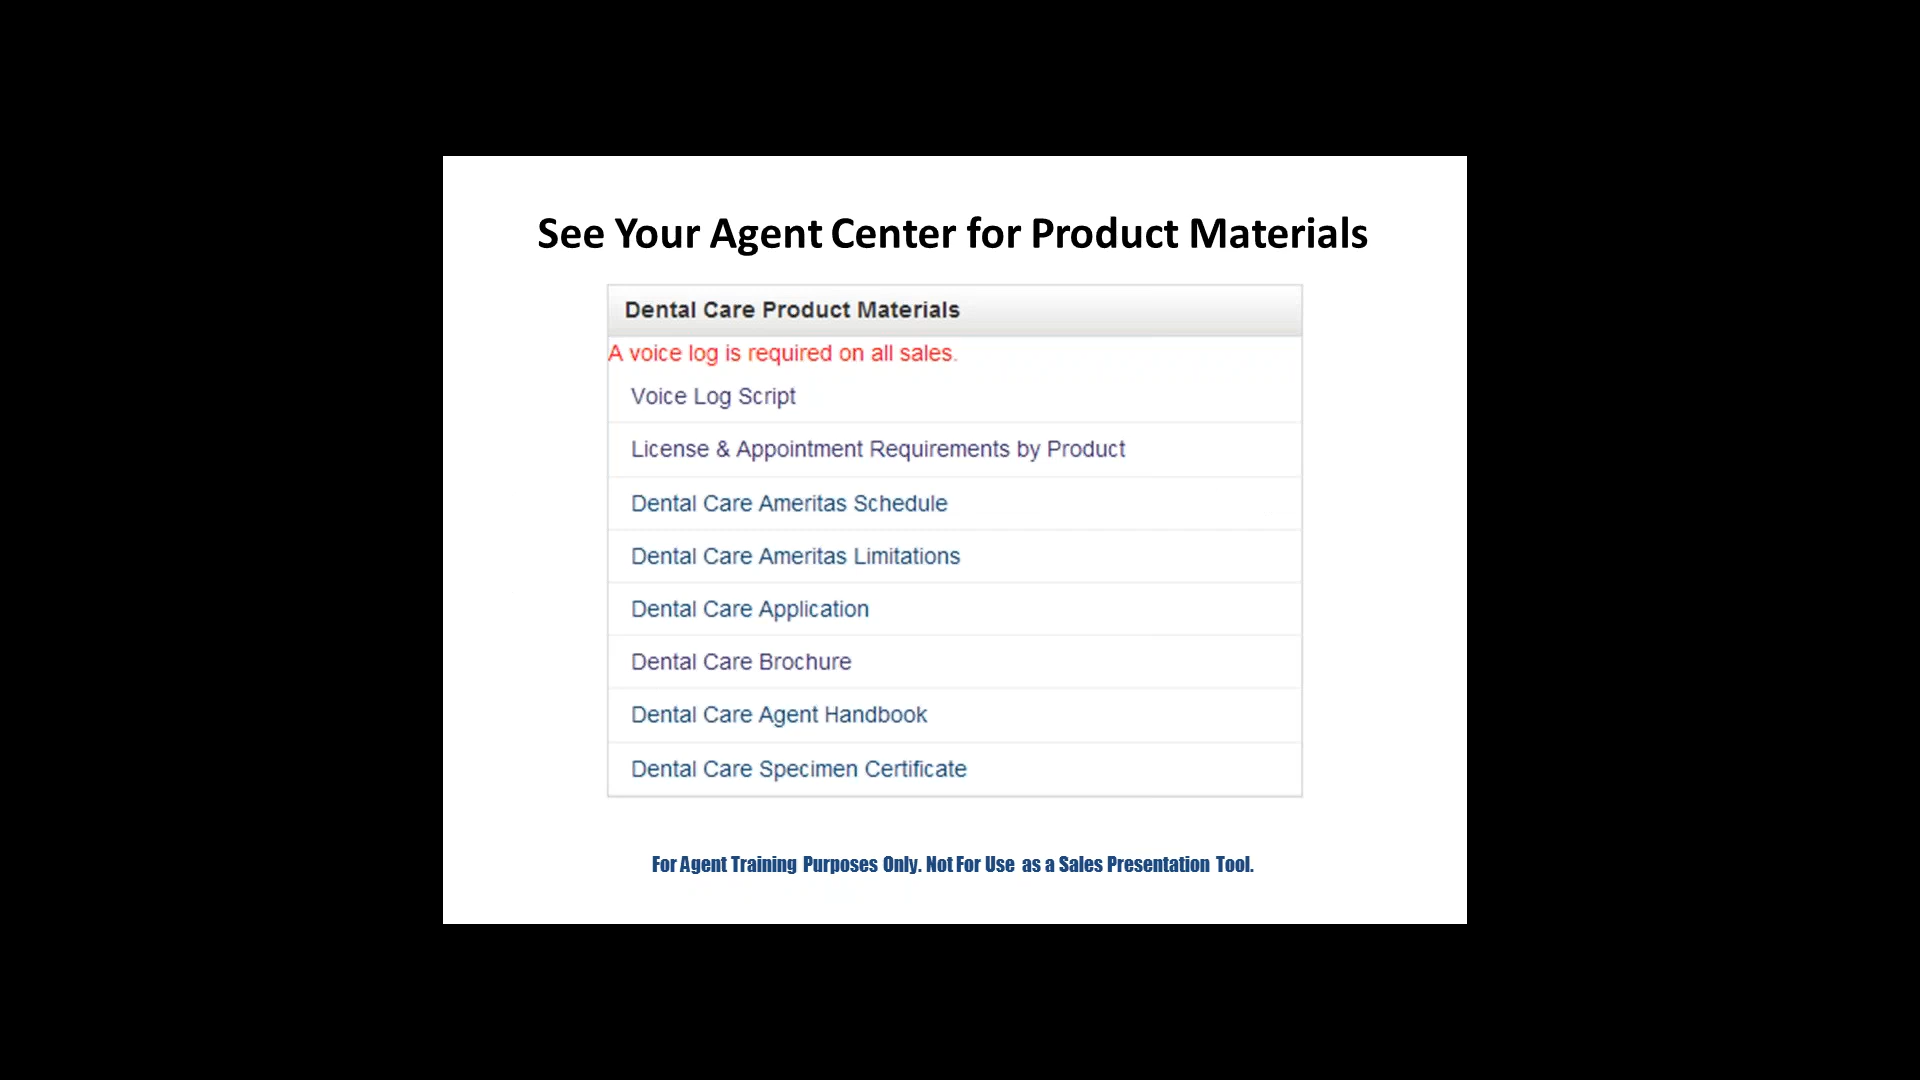 See Your Agent Center for Product Materials
Dental Care Product Materials
A voice log is required on all sales.
Voice Log Script
License & Appointment Requirements by Product
Dental Care Ameritas Schedule
Dental Care Ameritas Limitations
Dental Care Application
Dental Care Brochure
Dental Care Agent Handbook
Dental Care Specimen Certificate
For Agent Training Purposes Only. Not For Use as a Sales Presentation Tool.